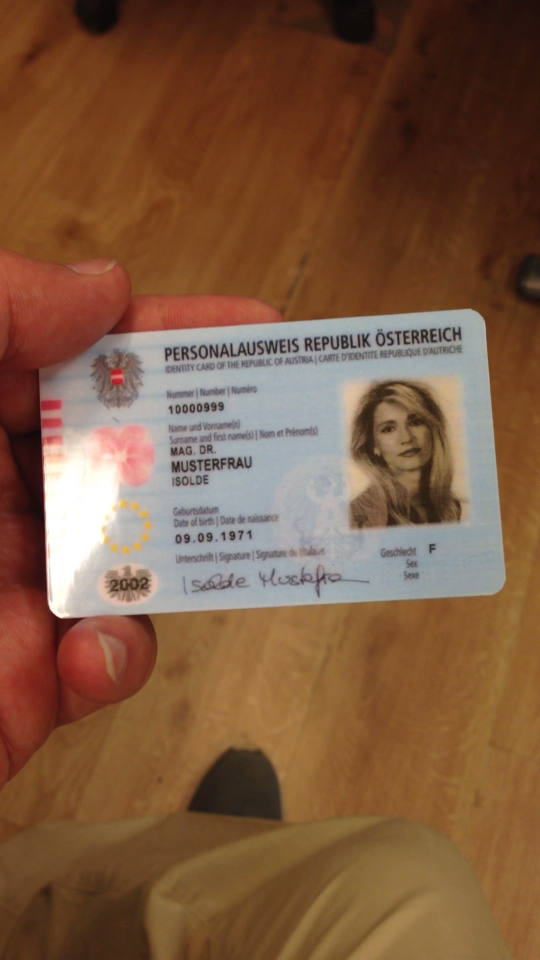 PERSONALAUSWEIS REPUBLIK ÖSTERREICH
IDENTITY CARD OF THE REPUBLIC OF AUSTRIA | CARTE D'IDENTITE REPUBLIQUE D'AUTRICHE
Nummer | Number | Numéro
10000999
Name und Vorname(n)
Surname and first name(s) | Nom et Prénom(s)
MAG. DR.
MUSTERFRAU
ISOLDE
Geburtsdatum
Date of birth | Date de naissance
09.09.1971
Unterschrift | Signature | Signature du titulaire
Isolde Musterfra
Geschlecht F
Sex
Sexe
2002